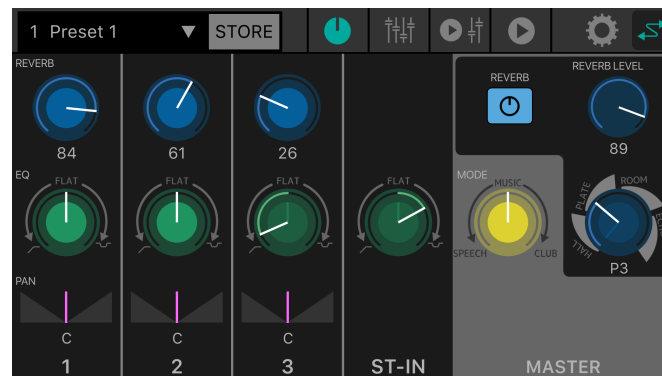 1 Preset 1 ▼ STORE
REVERB
84 61 26
REVERB
REVERB LEVEL
89
EQ
FLAT FLAT FLAT FLAT
MODE
MUSIC
SPEECH CLUB
PLATE ROOM
HALL
P3
PAN
C C C
1 2 3 ST-IN MASTER